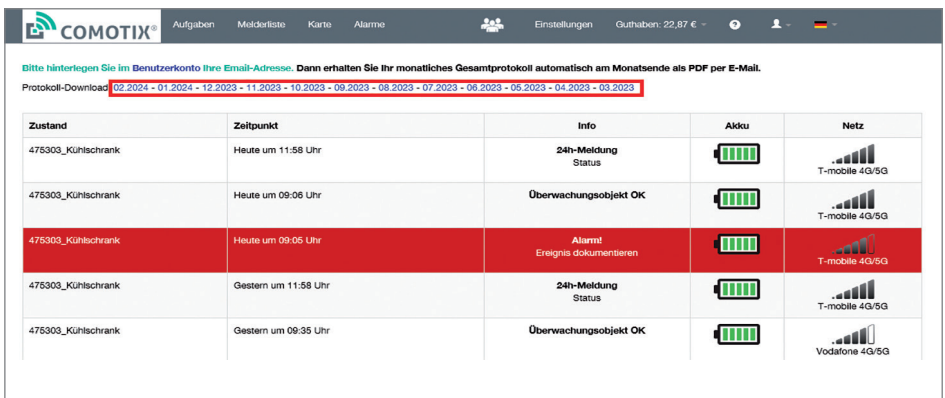 COMOTIX® Aufgaben Melderliste Karte Alarme Einstellungen Guthaben: 22,87 € ?
Bitte hinterlegen Sie im Benutzerkonto Ihre Email-Adresse. Dann erhalten Sie Ihr monatliches Gesamtprotokoll automatisch am Monatsende als PDF per E-Mail.
Protokoll-Download 02.2024 - 01.2024 - 12.2023 - 11.2023 - 10.2023 - 09.2023 - 08.2023 - 07.2023 - 06.2023 - 05.2023 - 04.2023 - 03.2023
Zustand Zeitpunkt Info Akku Netz
475303_Kühlschrank Heute um 11:58 Uhr 24h-Meldung
Status T-mobile 4G/5G
475303_Kühlschrank Heute um 09:06 Uhr Überwachungsobjekt OK
T-mobile 4G/5G
475303_Kühlschrank Heute um 09:05 Uhr Alarm!
Ereignis dokumentieren T-mobile 4G/5G
475303_Kühlschrank Gestern um 11:58 Uhr 24h-Meldung
Status T-mobile 4G/5G
475303_Kühlschrank Gestern um 09:35 Uhr Überwachungsobjekt OK
Vodafone 4G/5G